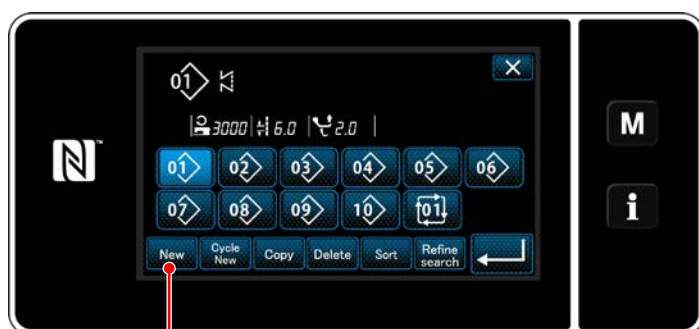 01
3000 6.0 2.0
01 02 03 04 05 06
07 08 09 10 01
New Cycle New Copy Delete Sort Refine search
N™
M
i